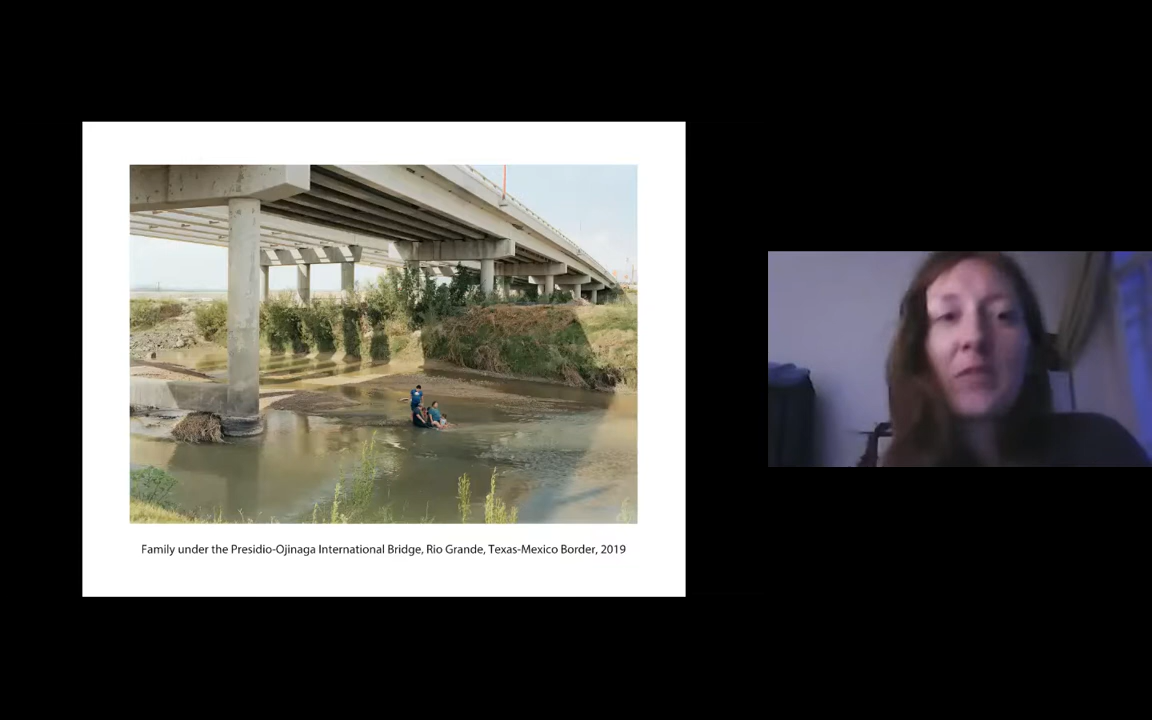 Family under the Presidio-Ojinaga International Bridge, Rio Grande, Texas-Mexico Border, 2019